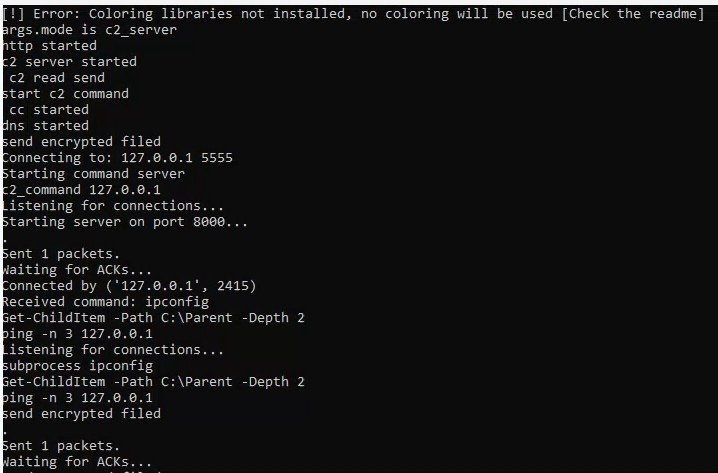 [!] Error: Coloring libraries not installed, no coloring will be used [Check the readme]
args.mode is c2_server
http started
c2 server started
c2 read send
start c2 command
cc started
dns started
send encrypted filed
Connecting to: 127.0.0.1 5555
Starting command server
c2_command 127.0.0.1
Listening for connections...
Starting server on port 8000...
.
Sent 1 packets.
Waiting for ACKs...
Connected by ('127.0.0.1', 2415)
Received command: ipconfig
Get-ChildItem -Path C:\Parent -Depth 2
ping -n 3 127.0.0.1
Listening for connections...
subprocess ipconfig
Get-ChildItem -Path C:\Parent -Depth 2
ping -n 3 127.0.0.1
send encrypted filed
.
Sent 1 packets.
Waiting for ACKs...